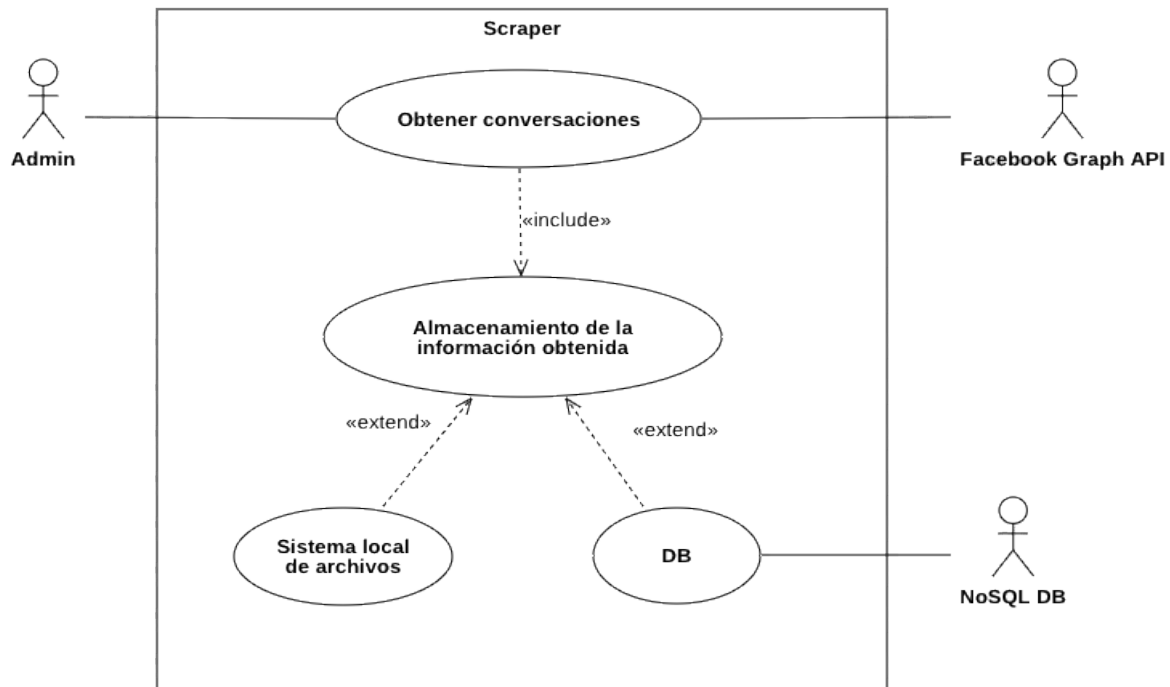 Scraper
Obtener conversaciones
Admin
Facebook Graph API
«include»
Almacenamiento de la
información obtenida
«extend»
«extend»
Sistema local
de archivos
DB
NoSQL DB